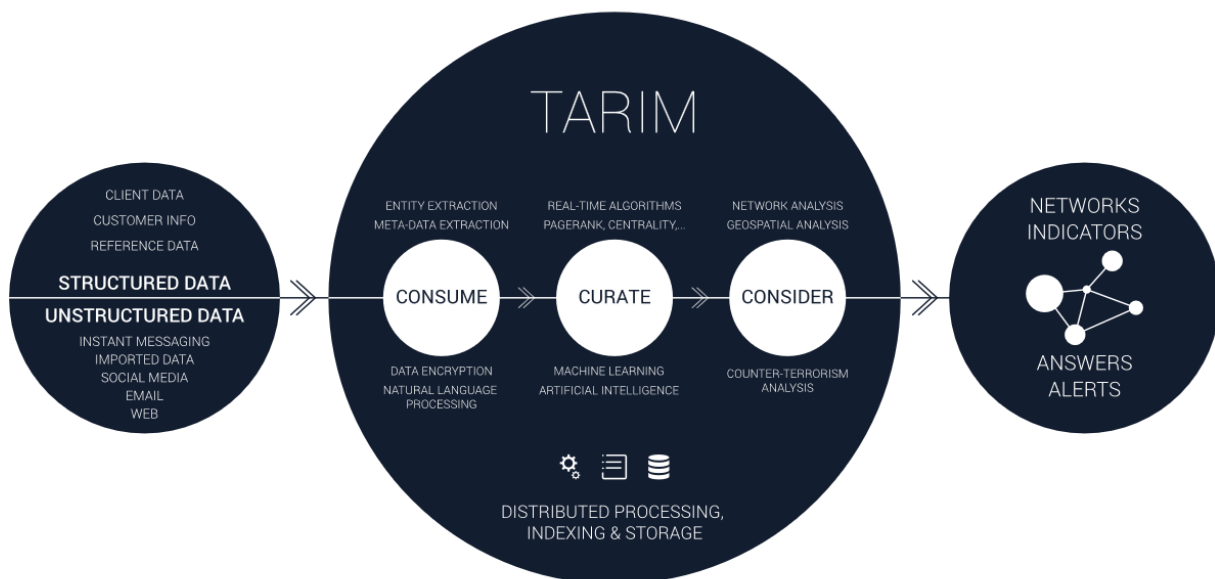 CLIENT DATA
CUSTOMER INFO
REFERENCE DATA
STRUCTURED DATA
UNSTRUCTURED DATA
INSTANT MESSAGING
IMPORTED DATA
SOCIAL MEDIA
EMAIL
WEB
TARIM
ENTITY EXTRACTION
META-DATA EXTRACTION
CONSUME
DATA ENCRYPTION
NATURAL LANGUAGE
PROCESSING
REAL-TIME ALGORITHMS
PAGERANK, CENTRALITY,...
CURATE
MACHINE LEARNING
ARTIFICIAL INTELLIGENCE
NETWORK ANALYSIS
GEOSPATIAL ANALYSIS
CONSIDER
COUNTER-TERRORISM
ANALYSIS
DISTRIBUTED PROCESSING,
INDEXING & STORAGE
NETWORKS
INDICATORS
ANSWERS
ALERTS